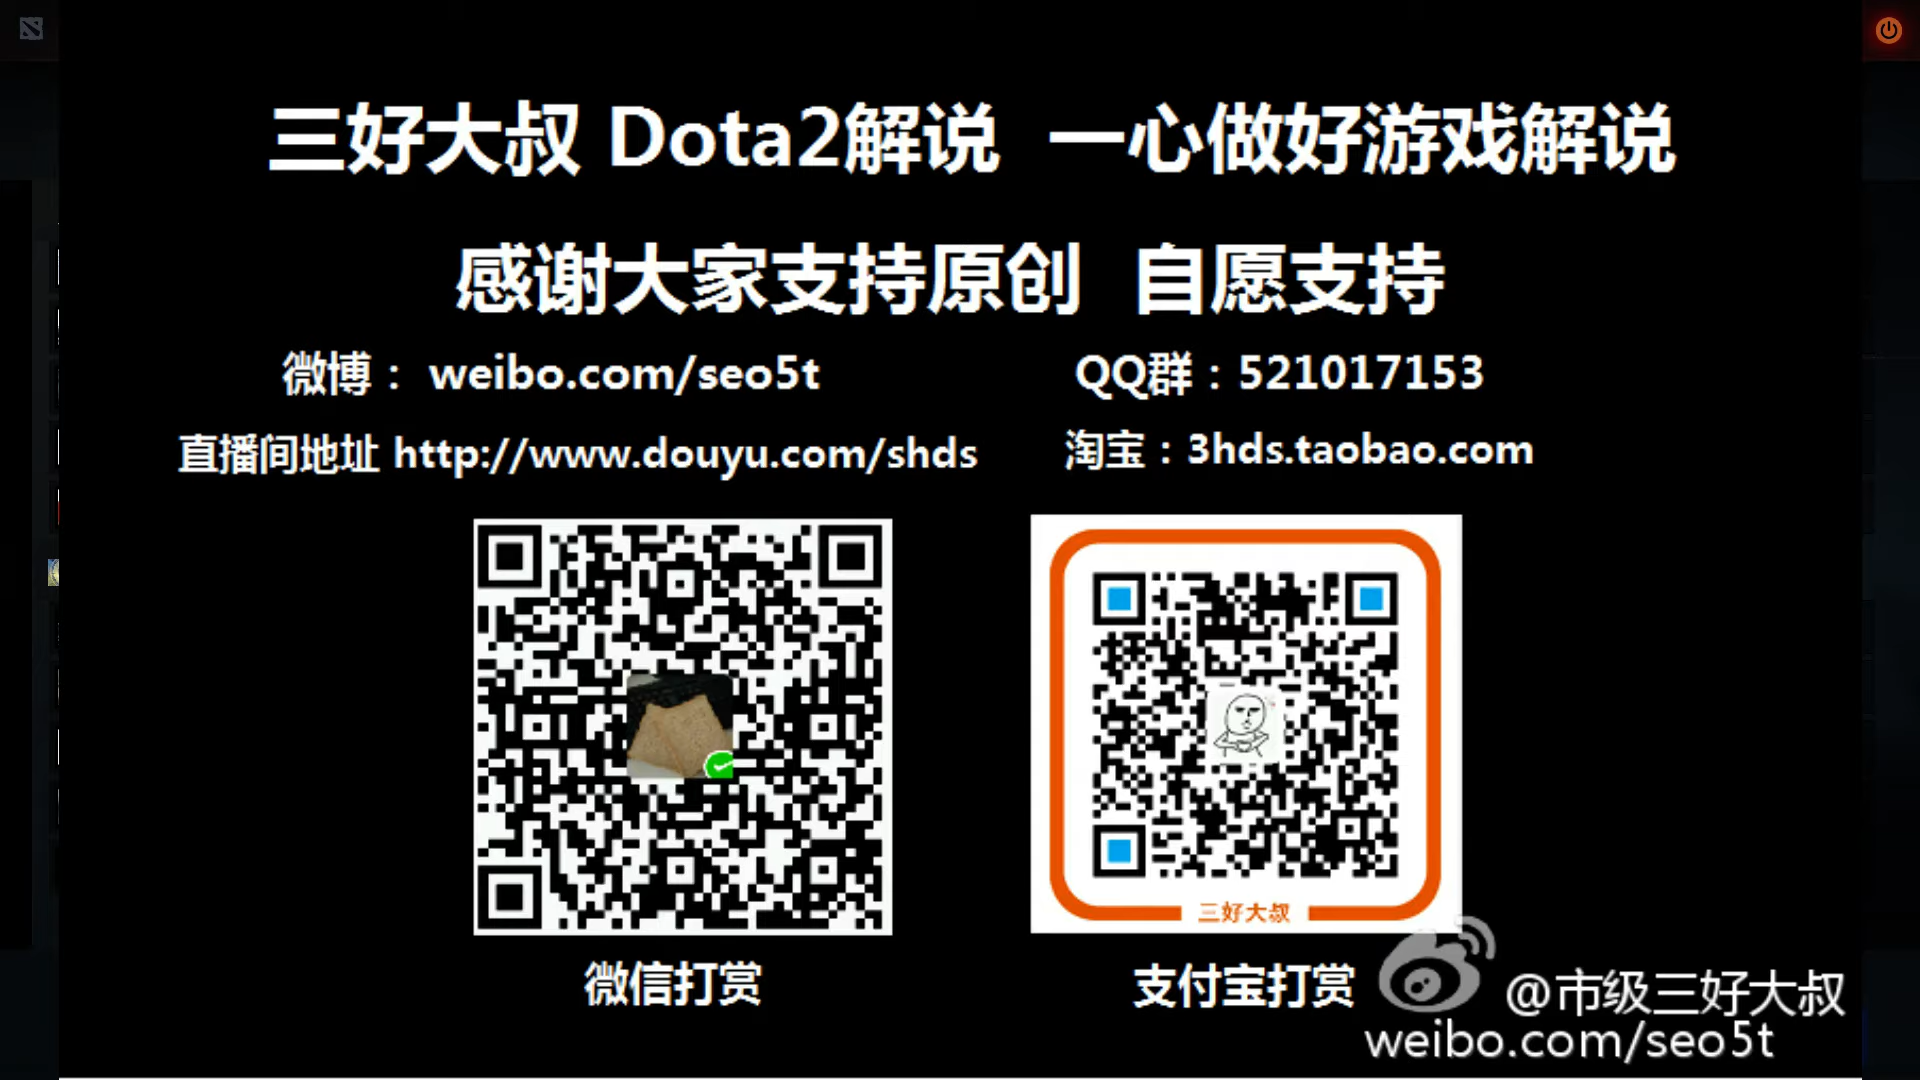 三好大叔 Dota2解说 一心做好游戏解说
感谢大家支持原创 自愿支持
微博： weibo.com/seo5t
QQ群：521017153
直播间地址 http://www.douyu.com/shds
淘宝：3hds.taobao.com
三好大叔
微信打赏
支付宝打赏
@市级三好大叔
weibo.com/seo5t